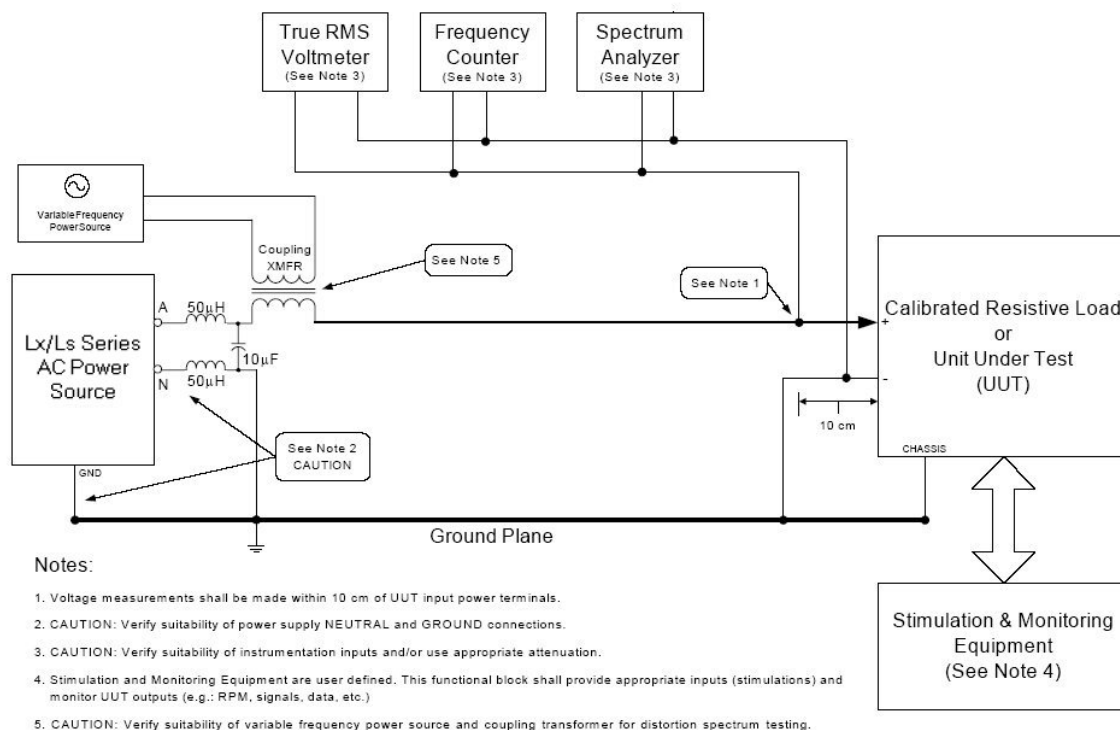 True RMS
Voltmeter
(See Note 3)
Frequency
Counter
(See Note 3)
Spectrum
Analyzer
(See Note 3)
Variable Frequency
Power Source
Coupling
XMFR
See Note 5
See Note 1
A
50μH
10μF
N
50μH
Lx/Ls Series
AC Power
Source
GND
See Note 2
CAUTION
+
Calibrated Resistive Load
or
Unit Under Test
(UUT)
-
10 cm
CHASSIS
Ground Plane
Stimulation & Monitoring
Equipment
(See Note 4)
Notes:
1. Voltage measurements shall be made within 10 cm of UUT input power terminals.
2. CAUTION: Verify suitability of power supply NEUTRAL and GROUND connections.
3. CAUTION: Verify suitability of instrumentation inputs and/or use appropriate attenuation.
4. Stimulation and Monitoring Equipment are user defined. This functional block shall provide appropriate inputs (stimulations) and
monitor UUT outputs (e.g.: RPM, signals, data, etc.)
5. CAUTION: Verify suitability of variable frequency power source and coupling transformer for distortion spectrum testing.